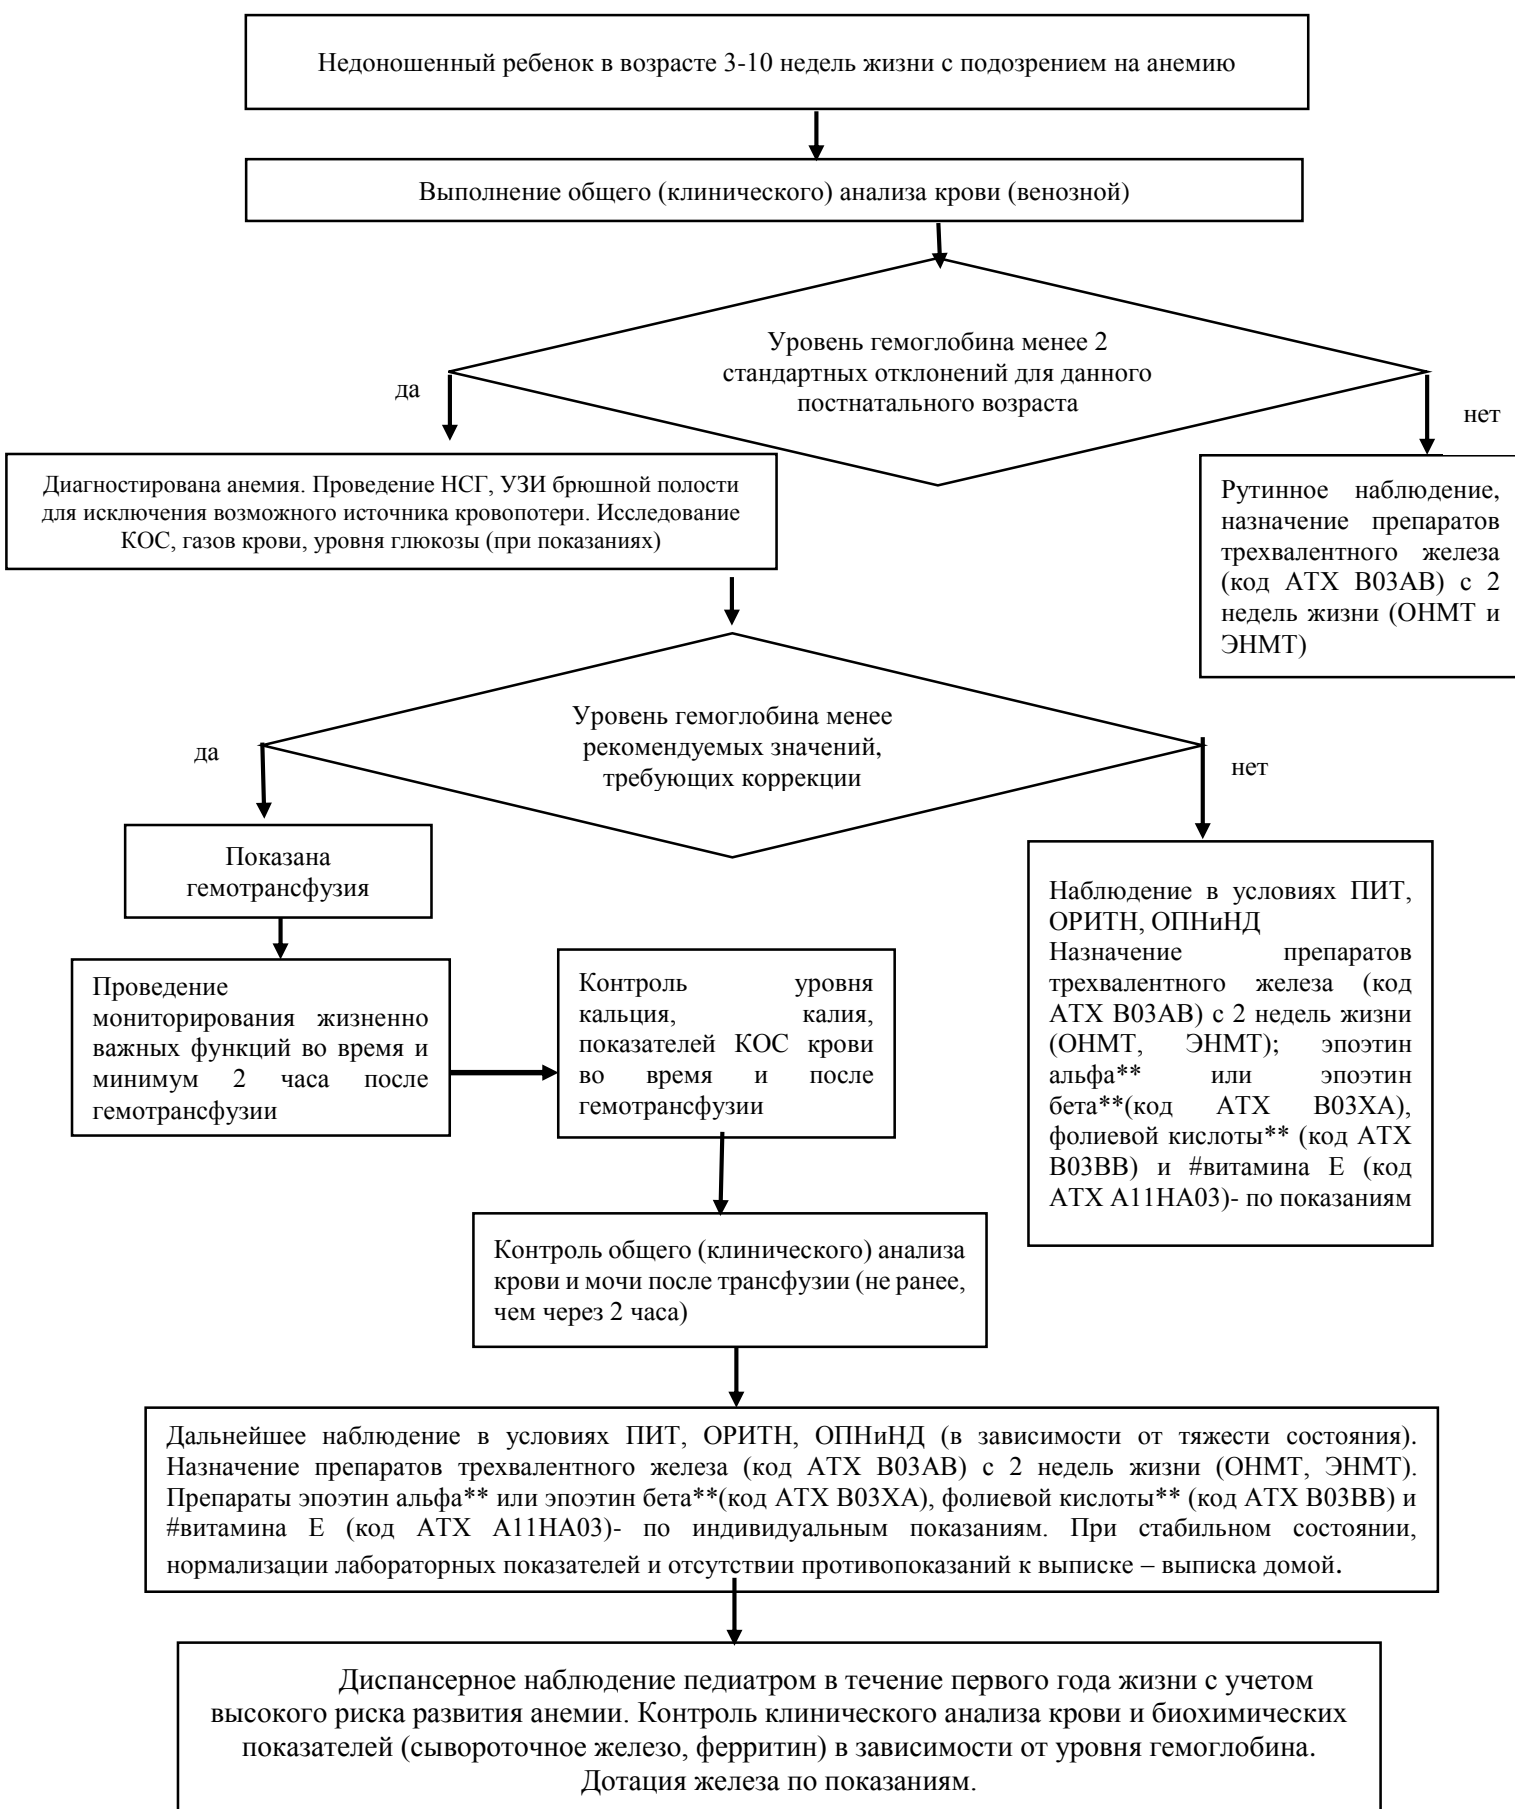 Недоношенный ребенок в возрасте 3-10 недель жизни с подозрением на анемию
Выполнение общего (клинического) анализа крови (венозной)
Уровень гемоглобина менее 2
стандартных отклонений для данного
постнатального возраста
да
нет
Диагностирована анемия. Проведение НСГ, УЗИ брюшной полости
для исключения возможного источника кровопотери. Исследование
КОС, газов крови, уровня глюкозы (при показаниях)
Рутинное наблюдение,
назначение препаратов
трехвалентного железа
(код АТХ B03AB) с 2
недель жизни (ОНМТ и
ЭНМТ)
Уровень гемоглобина менее
рекомендуемых значений,
требующих коррекции
да
нет
Показана
гемотрансфузия
Проведение
мониторирования жизненно
важных функций во время и
минимум 2 часа после
гемотрансфузии
Контроль уровня
кальция, калия,
показателей КОС крови
во время и после
гемотрансфузии
Наблюдение в условиях ПИТ,
ОРИТН, ОПНиНД
Назначение препаратов
трехвалентного железа (код
АТХ B03AB) с 2 недель жизни
(ОНМТ, ЭНМТ); эпоэтин
альфа** или эпоэтин
бета**(код АТХ B03XA),
фолиевой кислоты** (код АТХ
B03BB) и #витамина Е (код
АТХ A11HA03)- по показаниям
Контроль общего (клинического) анализа
крови и мочи после трансфузии (не ранее,
чем через 2 часа)
Дальнейшее наблюдение в условиях ПИТ, ОРИТН, ОПНиНД (в зависимости от тяжести состояния).
Назначение препаратов трехвалентного железа (код АТХ B03AB) с 2 недель жизни (ОНМТ, ЭНМТ).
Препараты эпоэтин альфа** или эпоэтин бета**(код АТХ B03XA), фолиевой кислоты** (код АТХ B03BB) и
#витамина Е (код АТХ A11HA03)- по индивидуальным показаниям. При стабильном состоянии,
нормализации лабораторных показателей и отсутствии противопоказаний к выписке – выписка домой.
Диспансерное наблюдение педиатром в течение первого года жизни с учетом
высокого риска развития анемии. Контроль клинического анализа крови и биохимических
показателей (сывороточное железо, ферритин) в зависимости от уровня гемоглобина.
Дотация железа по показаниям.